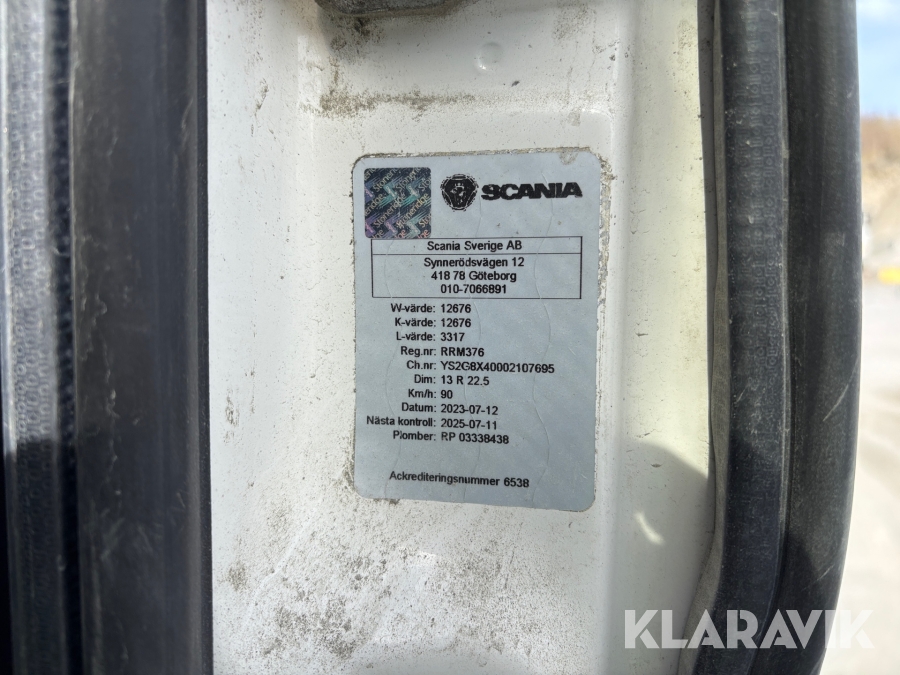 Stoneridge
SCANIA
Scania Sverige AB
Synnerödsvägen 12
418 78 Göteborg
010-7066891
W-värde: 12676
K-värde: 12676
L-värde: 3317
Reg.nr: RRM376
Ch.nr: YS2G8X40002107695
Dim: 13 R 22.5
Km/h: 90
Datum: 2023-07-12
Nästa kontroll: 2025-07-11
Plomber: RP 03338438
Ackrediteringsnummer 6538
KLARAVIK